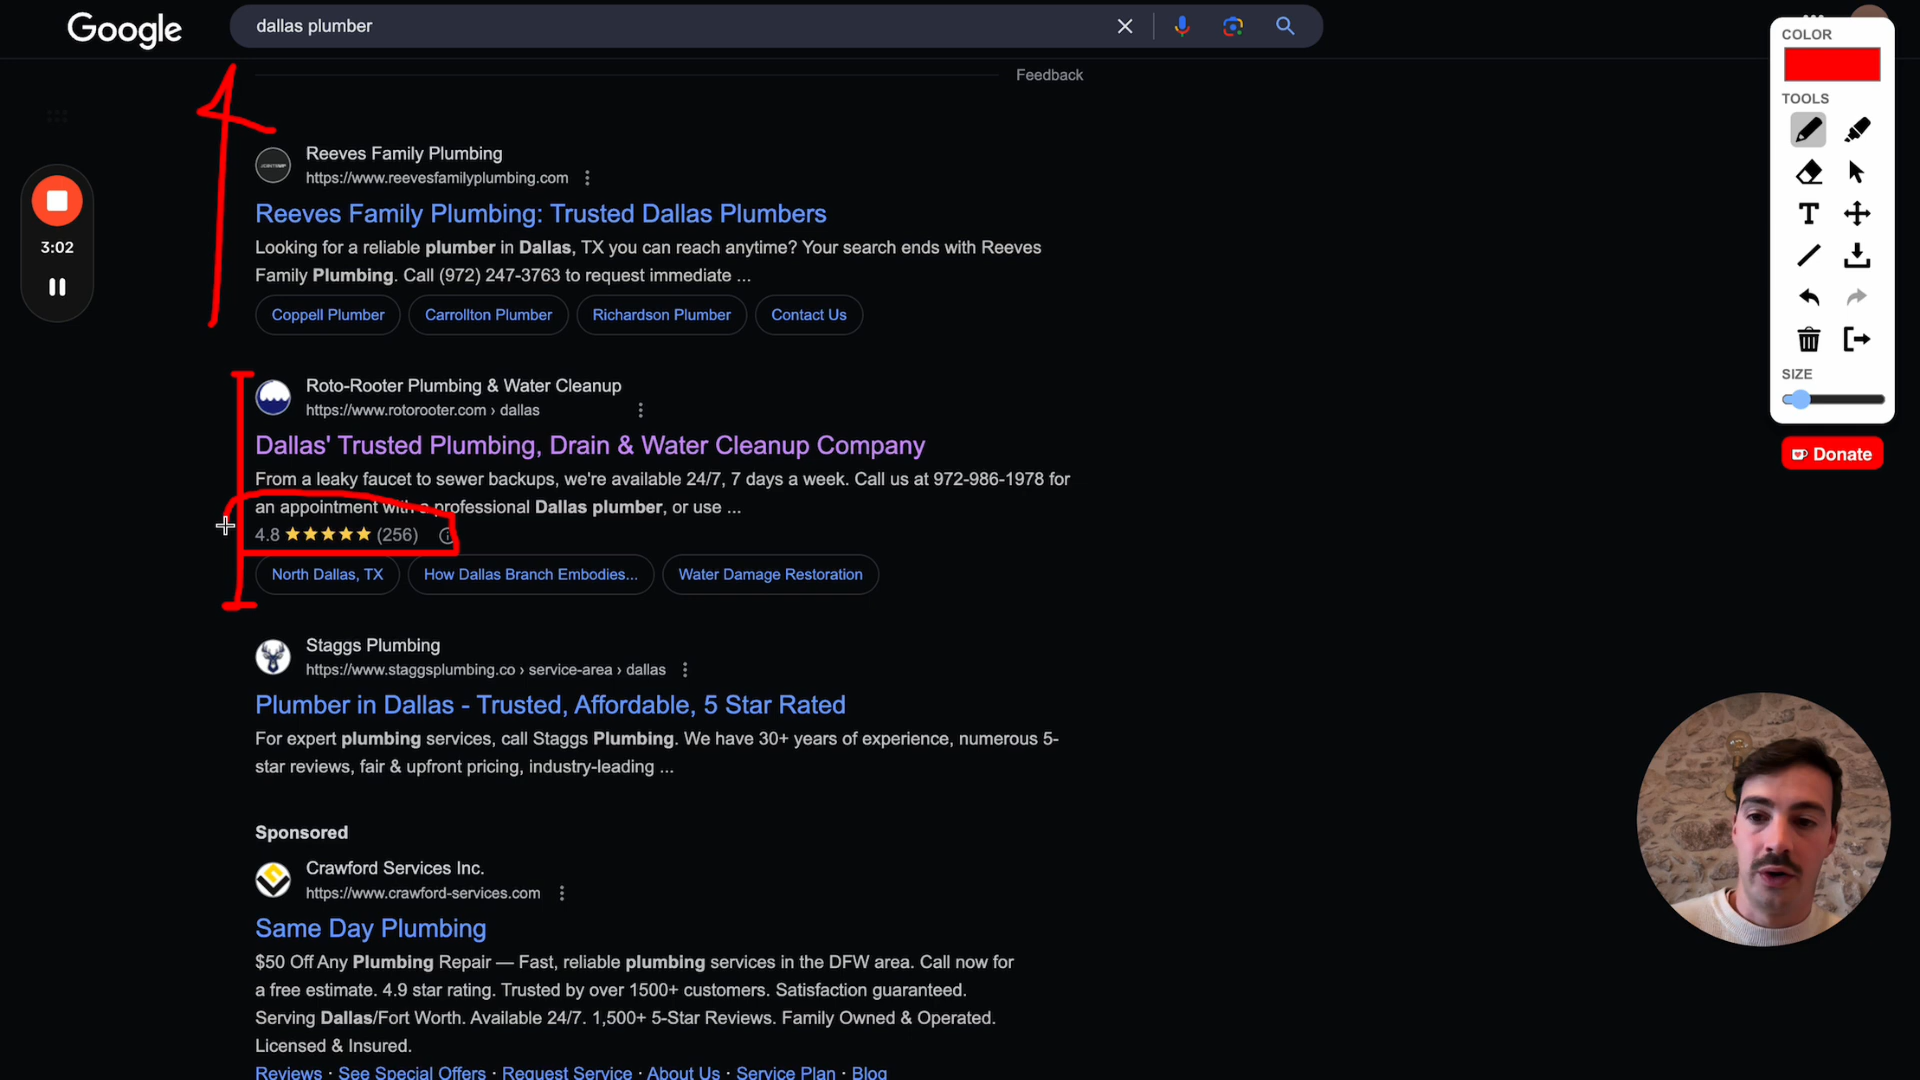 Google
dallas plumber
Feedback
Reeves Family Plumbing
https://www.reevesfamilyplumbing.com
Reeves Family Plumbing: Trusted Dallas Plumbers
Looking for a reliable plumber in Dallas, TX you can reach anytime? Your search ends with Reeves
Family Plumbing. Call (972) 247-3763 to request immediate ...
Coppell Plumber
Carrollton Plumber
Richardson Plumber
Contact Us
Roto-Rooter Plumbing & Water Cleanup
https://www.rotorooter.com › dallas
Dallas' Trusted Plumbing, Drain & Water Cleanup Company
From a leaky faucet to sewer backups, we're available 24/7, 7 days a week. Call us at 972-986-1978 for
an appointment with a professional Dallas plumber, or use ...
4.8 ★★★★★ (256)
North Dallas, TX
How Dallas Branch Embodies...
Water Damage Restoration
Staggs Plumbing
https://www.staggsplumbing.co › service-area › dallas
Plumber in Dallas - Trusted, Affordable, 5 Star Rated
For expert plumbing services, call Staggs Plumbing. We have 30+ years of experience, numerous 5-
star reviews, fair & upfront pricing, industry-leading ...
Sponsored
Crawford Services Inc.
https://www.crawford-services.com
Same Day Plumbing
$50 Off Any Plumbing Repair — Fast, reliable plumbing services in the DFW area. Call now for
a free estimate. 4.9 star rating. Trusted by over 1500+ customers. Satisfaction guaranteed.
Serving Dallas/Fort Worth. Available 24/7. 1,500+ 5-Star Reviews. Family Owned & Operated.
Licensed & Insured.
Reviews · See Special Offers · Request Service · About Us · Service Plan · Blog
3:02
COLOR
TOOLS
T
SIZE
Donate